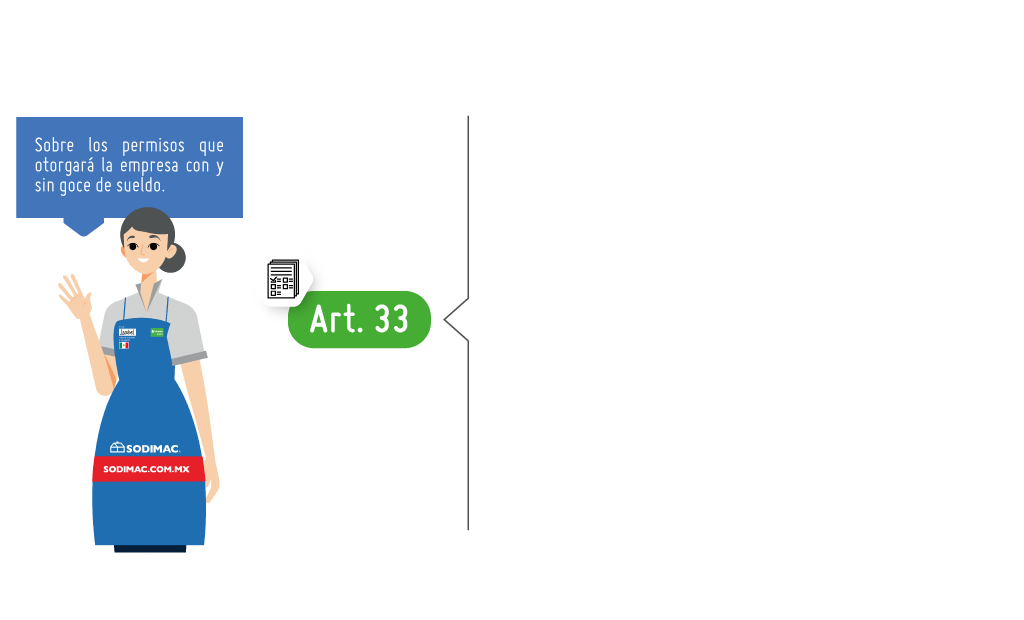 Sobre los permisos que
otorgará la empresa con y
sin goce de sueldo.
Art. 33
Isabel
SODIMAC
SODIMAC.COM.MX